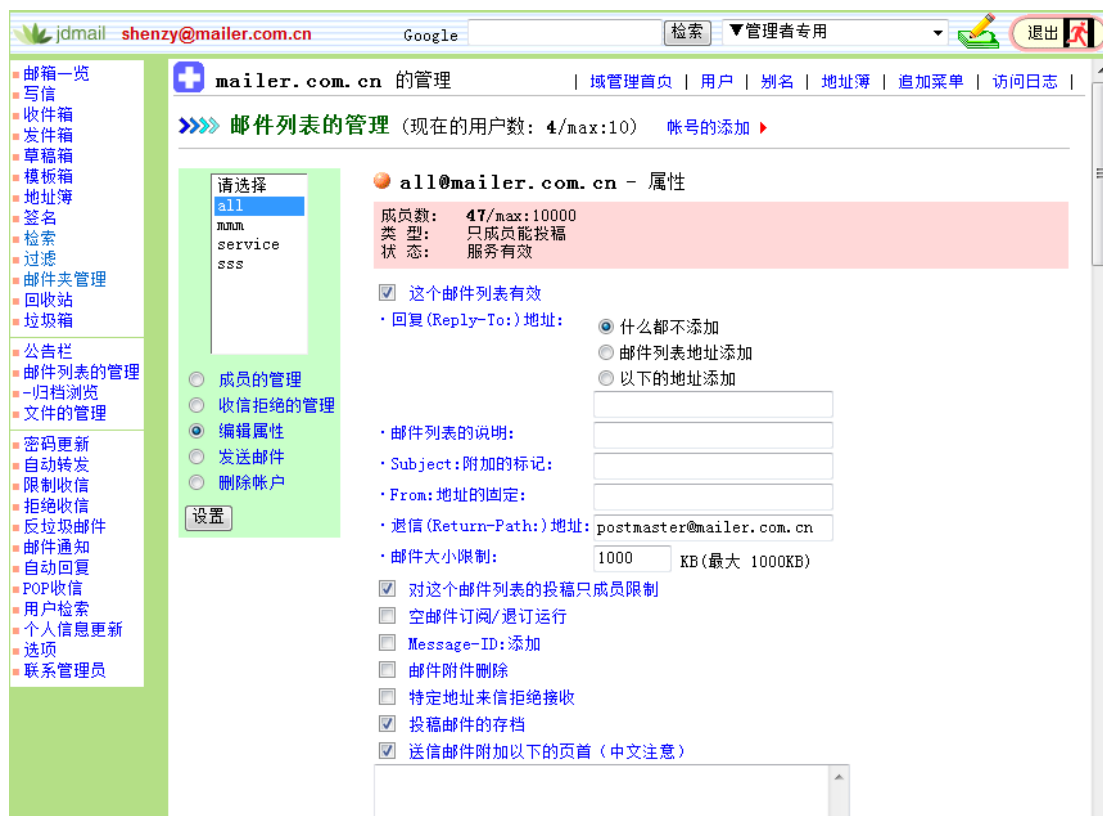 jdmail shenzy@mailer.com.cn Google 检索 ▼管理者专用 退出
邮箱一览
写信
收件箱
发件箱
草稿箱
模板箱
地址簿
签名
检索
过滤
邮件夹管理
回收站
垃圾箱
公告栏
邮件列表的管理
-归档浏览
文件的管理
密码更新
自动转发
限制收信
拒绝收信
反垃圾邮件
邮件通知
自动回复
POP收信
用户检索
个人信息更新
选项
联系管理员
mailer.com.cn 的管理 | 域管理首页 | 用户 | 别名 | 地址簿 | 追加菜单 | 访问日志 |
邮件列表的管理 (现在的用户数: 4/max:10) 帐号的添加
请选择
all
mmm
service
sss
成员的管理
收信拒绝的管理
编辑属性
发送邮件
删除帐户
设置
all@mailer.com.cn - 属性
成员数: 47/max:10000
类 型: 只成员能投稿
状 态: 服务有效
这个邮件列表有效
·回复(Reply-To:)地址: 什么都不添加
邮件列表地址添加
以下的地址添加
·邮件列表的说明:
·Subject:附加的标记:
·From:地址的固定:
·退信(Return-Path:)地址: postmaster@mailer.com.cn
·邮件大小限制: 1000 KB(最大 1000KB)
对这个邮件列表的投稿只成员限制
空邮件订阅/退订运行
Message-ID:添加
邮件附件删除
特定地址来信拒绝接收
投稿邮件的存档
送信邮件附加以下的页首（中文注意）